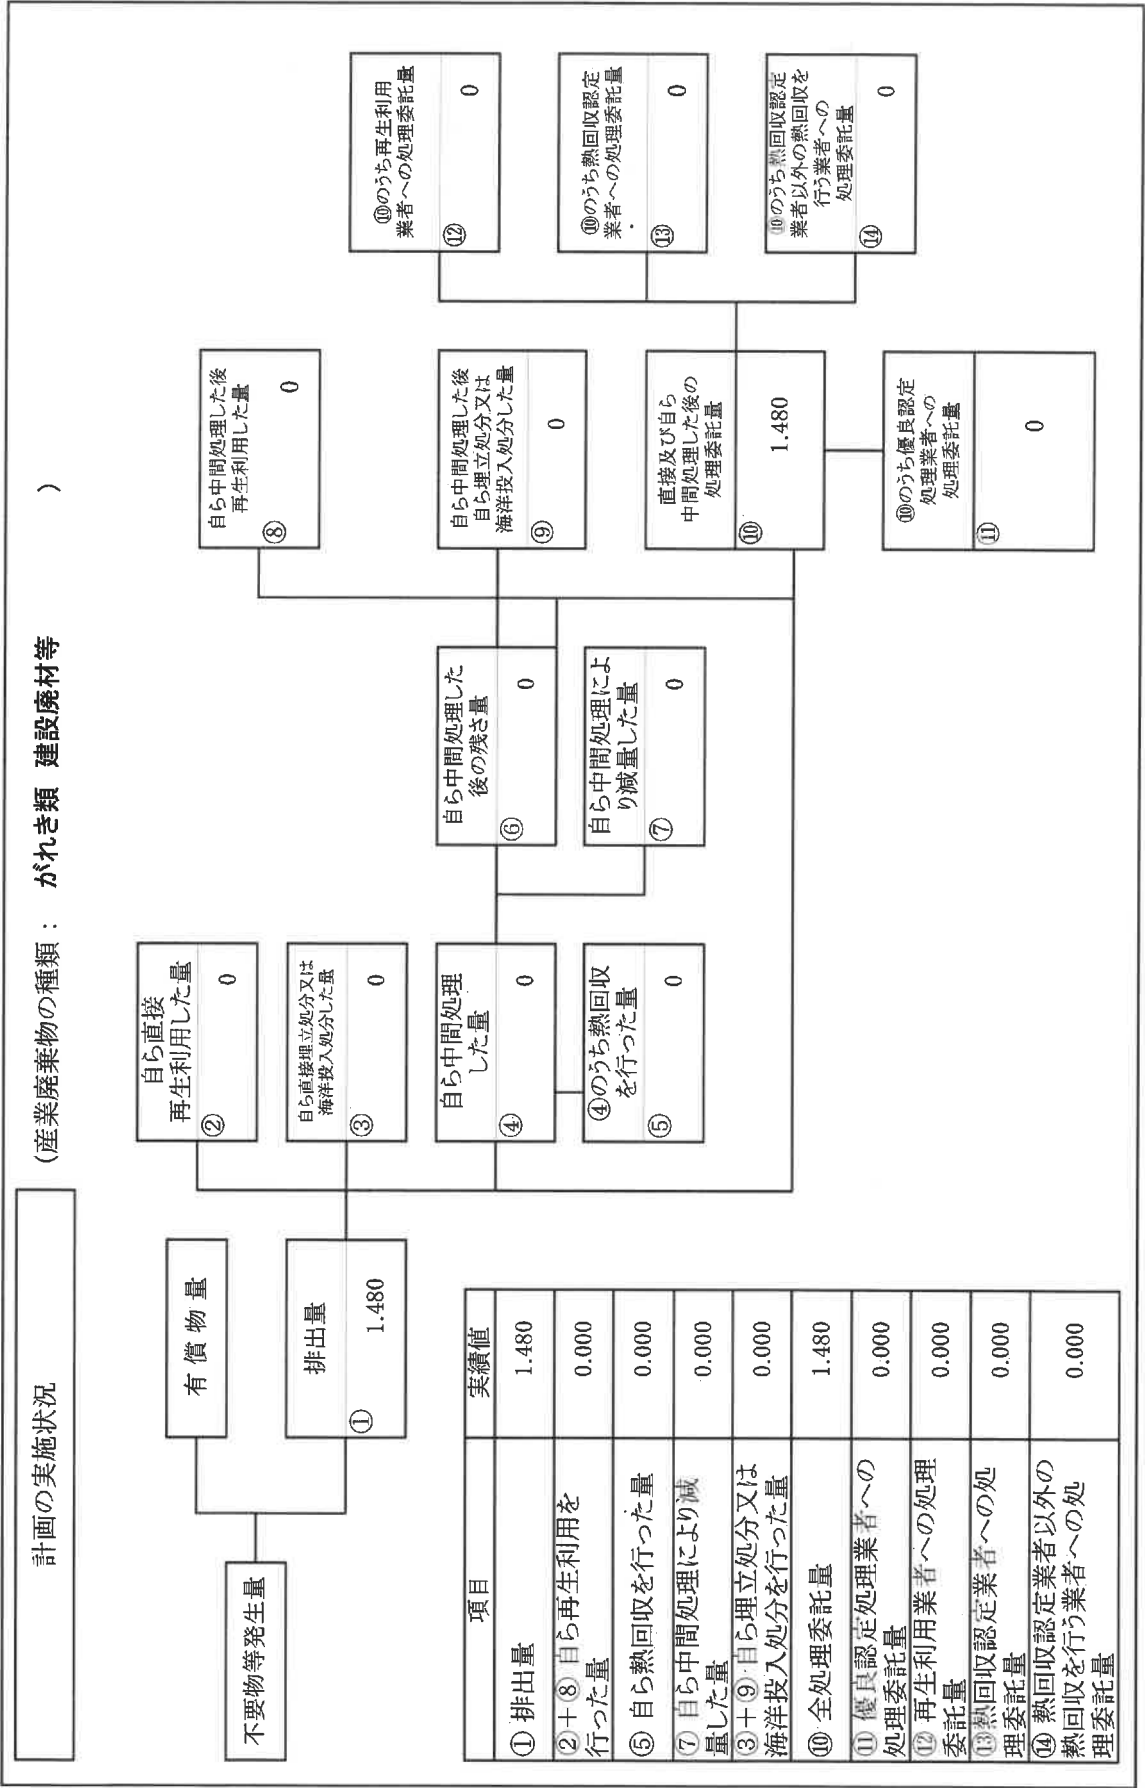 計画の実施状況
(産業廃棄物の種類： がれき類 建設廃材等 )
不要物等発生量
有 償 物 量
排出量
① 1.480
自ら直接
再生利用した量
② 0
自ら直接埋立処分又は
海洋投入処分した量
③ 0
自ら中間処理
した量
④ 0
④のうち熱回収
を行った量
⑤ 0
自ら中間処理した
後の残さ量
⑥ 0
自ら中間処理によ
り減量した量
⑦ 0
自ら中間処理した後
再生利用した量
⑧ 0
自ら中間処理した後
自ら埋立処分又は
海洋投入処分した量
⑨ 0
直接及び自ら
中間処理した後の
処理委託量
⑩ 1.480
⑩のうち優良認定
処理業者への
処理委託量
⑪ 0
⑩のうち再生利用
業者への処理委託量
⑫ 0
⑩のうち熱回収認定
業者への処理委託量
⑬ 0
⑩のうち熱回収認定
業者以外の熱回収を
行う業者への
処理委託量
⑭ 0
項目 実績値
① 排出量 1.480
②＋⑧ 自ら再生利用を
行った量 0.000
⑤ 自ら熱回収を行った量 0.000
⑦ 自ら中間処理により減
量した量 0.000
③＋⑨ 自ら埋立処分又は
海洋投入処分を行った量 0.000
⑩ 全処理委託量 1.480
⑪ 優良認定処理業者への
処理委託量 0.000
⑫ 再生利用業者への処理
委託量 0.000
⑬熱回収認定業者への処
理委託量 0.000
⑭ 熱回収認定業者以外の
熱回収を行う業者への処
理委託量 0.000